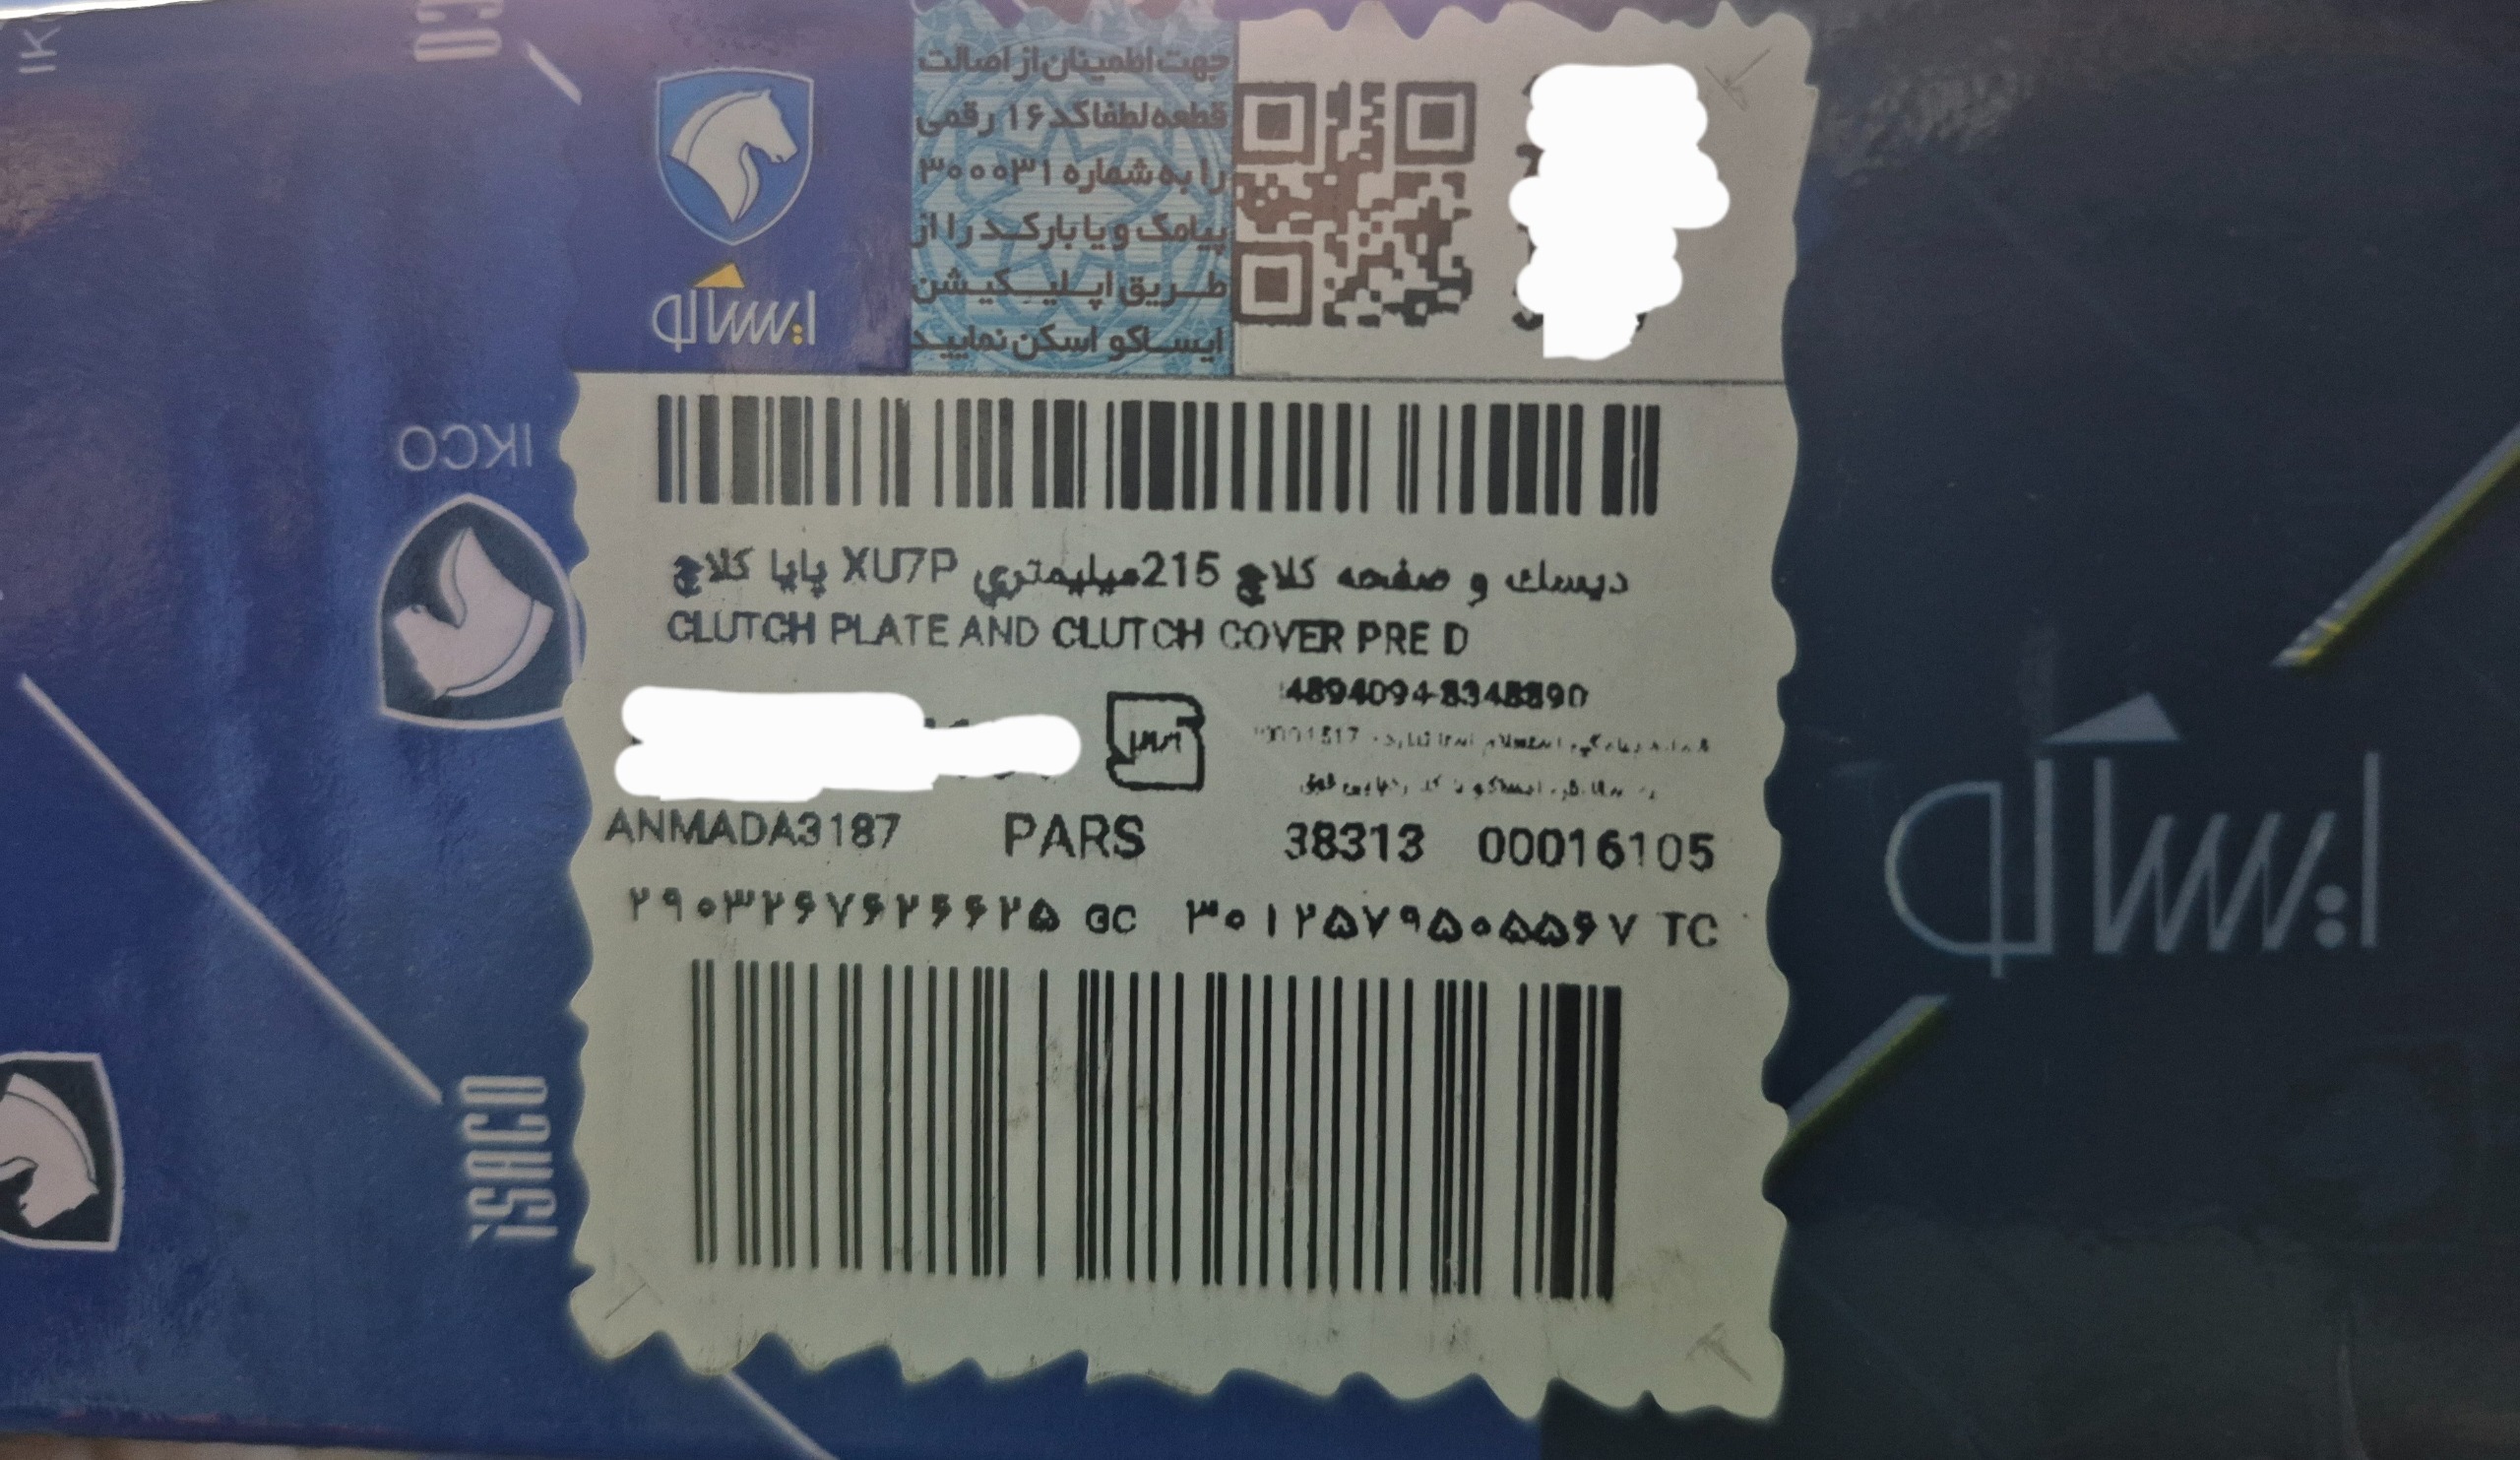 ایساکو
جهت اطمینان از اصالت
قطعه لطفا کد ۱۶ رقمی
را به شماره ۳۰۰۰۳۱
پیامک و یا بارکد را از
طریق اپلیکیشن
ایساکو اسکن نمایید
IKCO
دیسك و صفحه کلاچ 215میلیمتري XU7P پایا کلاچ
CLUTCH PLATE AND CLUTCH COVER PRE D
ANMADA3187 PARS 38313 00016105
۲۹۰۳۲۶۷۶۲۶۶۲۵ GC ۳۰۱۲۵۷۹۵۰۵۵۶۷ TC
iSACO
ایساکو